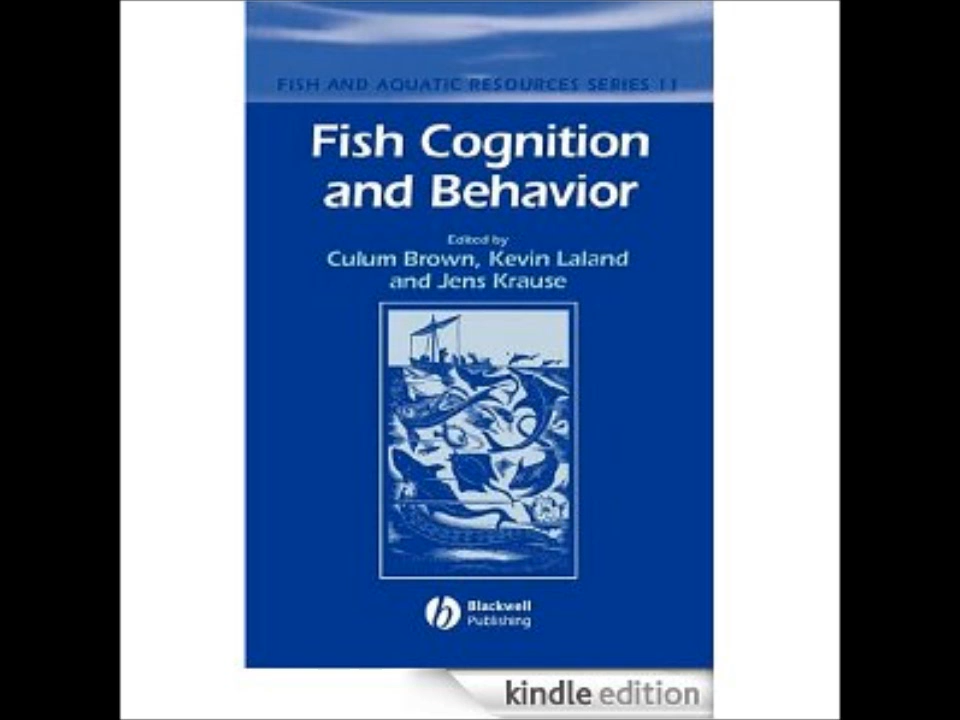 FISH AND AQUATIC RESOURCES SERIES 11
Fish Cognition
and Behavior
Edited by
Culum Brown, Kevin Laland
and Jens Krause
b
Blackwell
Publishing
kindle edition